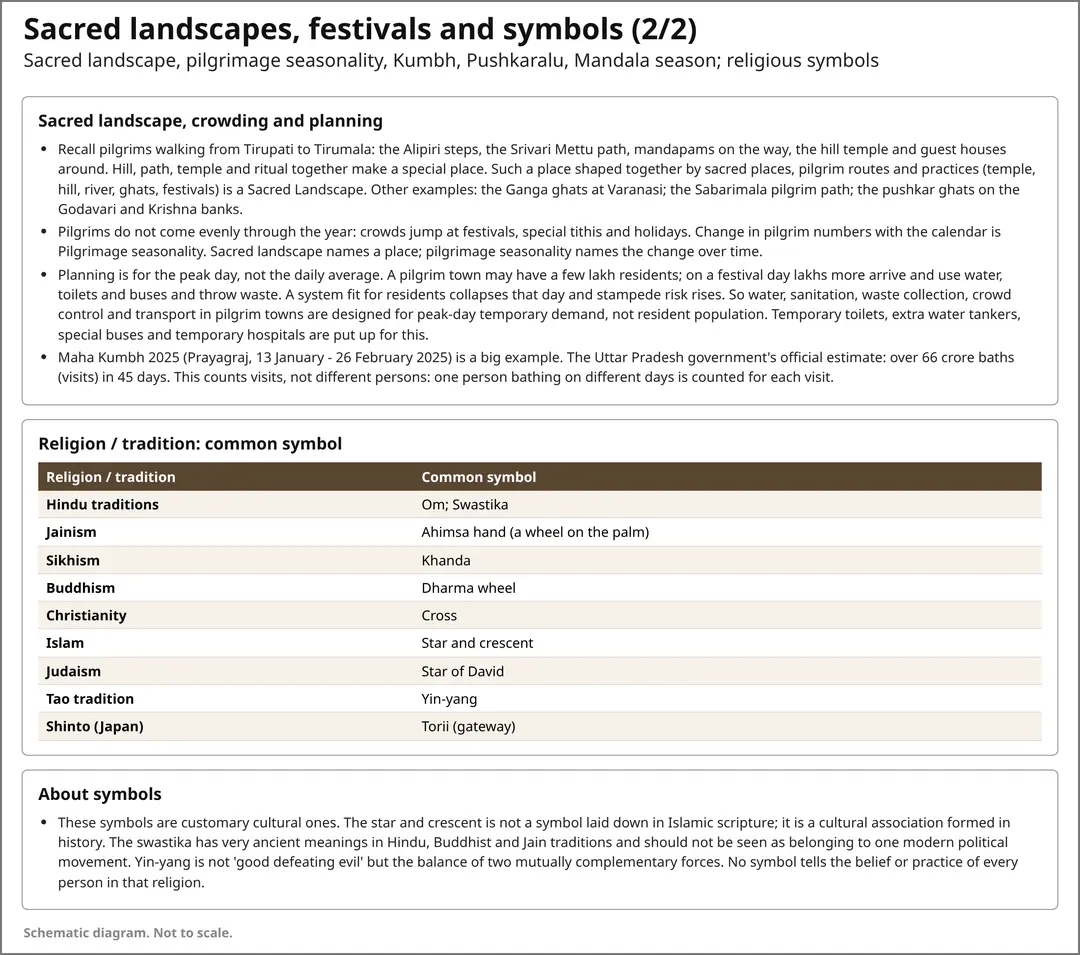 Sacred landscapes, festivals and symbols (2/2)
Sacred landscape, pilgrimage seasonality, Kumbh, Pushkaralu, Mandala season; religious symbols
Sacred landscape, crowding and planning
• Recall pilgrims walking from Tirupati to Tirumala: the Alipiri steps, the Srivari Mettu path, mandapams on the way, the hill temple and guest houses
around. Hill, path, temple and ritual together make a special place. Such a place shaped together by sacred places, pilgrim routes and practices (temple,
hill, river, ghats, festivals) is a Sacred Landscape. Other examples: the Ganga ghats at Varanasi; the Sabarimala pilgrim path; the pushkar ghats on the
Godavari and Krishna banks.
• Pilgrims do not come evenly through the year: crowds jump at festivals, special tithis and holidays. Change in pilgrim numbers with the calendar is
Pilgrimage seasonality. Sacred landscape names a place; pilgrimage seasonality names the change over time.
• Planning is for the peak day, not the daily average. A pilgrim town may have a few lakh residents; on a festival day lakhs more arrive and use water,
toilets and buses and throw waste. A system fit for residents collapses that day and stampede risk rises. So water, sanitation, waste collection, crowd
control and transport in pilgrim towns are designed for peak-day temporary demand, not resident population. Temporary toilets, extra water tankers,
special buses and temporary hospitals are put up for this.
• Maha Kumbh 2025 (Prayagraj, 13 January - 26 February 2025) is a big example. The Uttar Pradesh government's official estimate: over 66 crore baths
(visits) in 45 days. This counts visits, not different persons: one person bathing on different days is counted for each visit.
Religion / tradition: common symbol
Religion / tradition Common symbol
Hindu traditions Om; Swastika
Jainism Ahimsa hand (a wheel on the palm)
Sikhism Khanda
Buddhism Dharma wheel
Christianity Cross
Islam Star and crescent
Judaism Star of David
Tao tradition Yin-yang
Shinto (Japan) Torii (gateway)
About symbols
• These symbols are customary cultural ones. The star and crescent is not a symbol laid down in Islamic scripture; it is a cultural association formed in
history. The swastika has very ancient meanings in Hindu, Buddhist and Jain traditions and should not be seen as belonging to one modern political
movement. Yin-yang is not 'good defeating evil' but the balance of two mutually complementary forces. No symbol tells the belief or practice of every
person in that religion.
Schematic diagram. Not to scale.